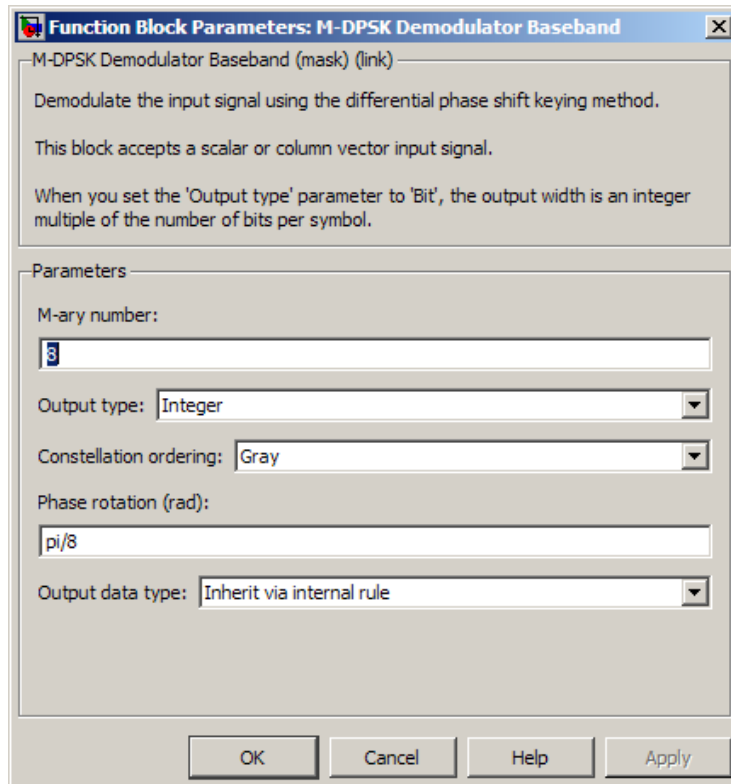 Function Block Parameters: M-DPSK Demodulator Baseband
M-DPSK Demodulator Baseband (mask) (link)
Demodulate the input signal using the differential phase shift keying method.
This block accepts a scalar or column vector input signal.
When you set the 'Output type' parameter to 'Bit', the output width is an integer
multiple of the number of bits per symbol.
Parameters
M-ary number:
8
Output type: Integer
Constellation ordering: Gray
Phase rotation (rad):
pi/8
Output data type: Inherit via internal rule
OK Cancel Help Apply